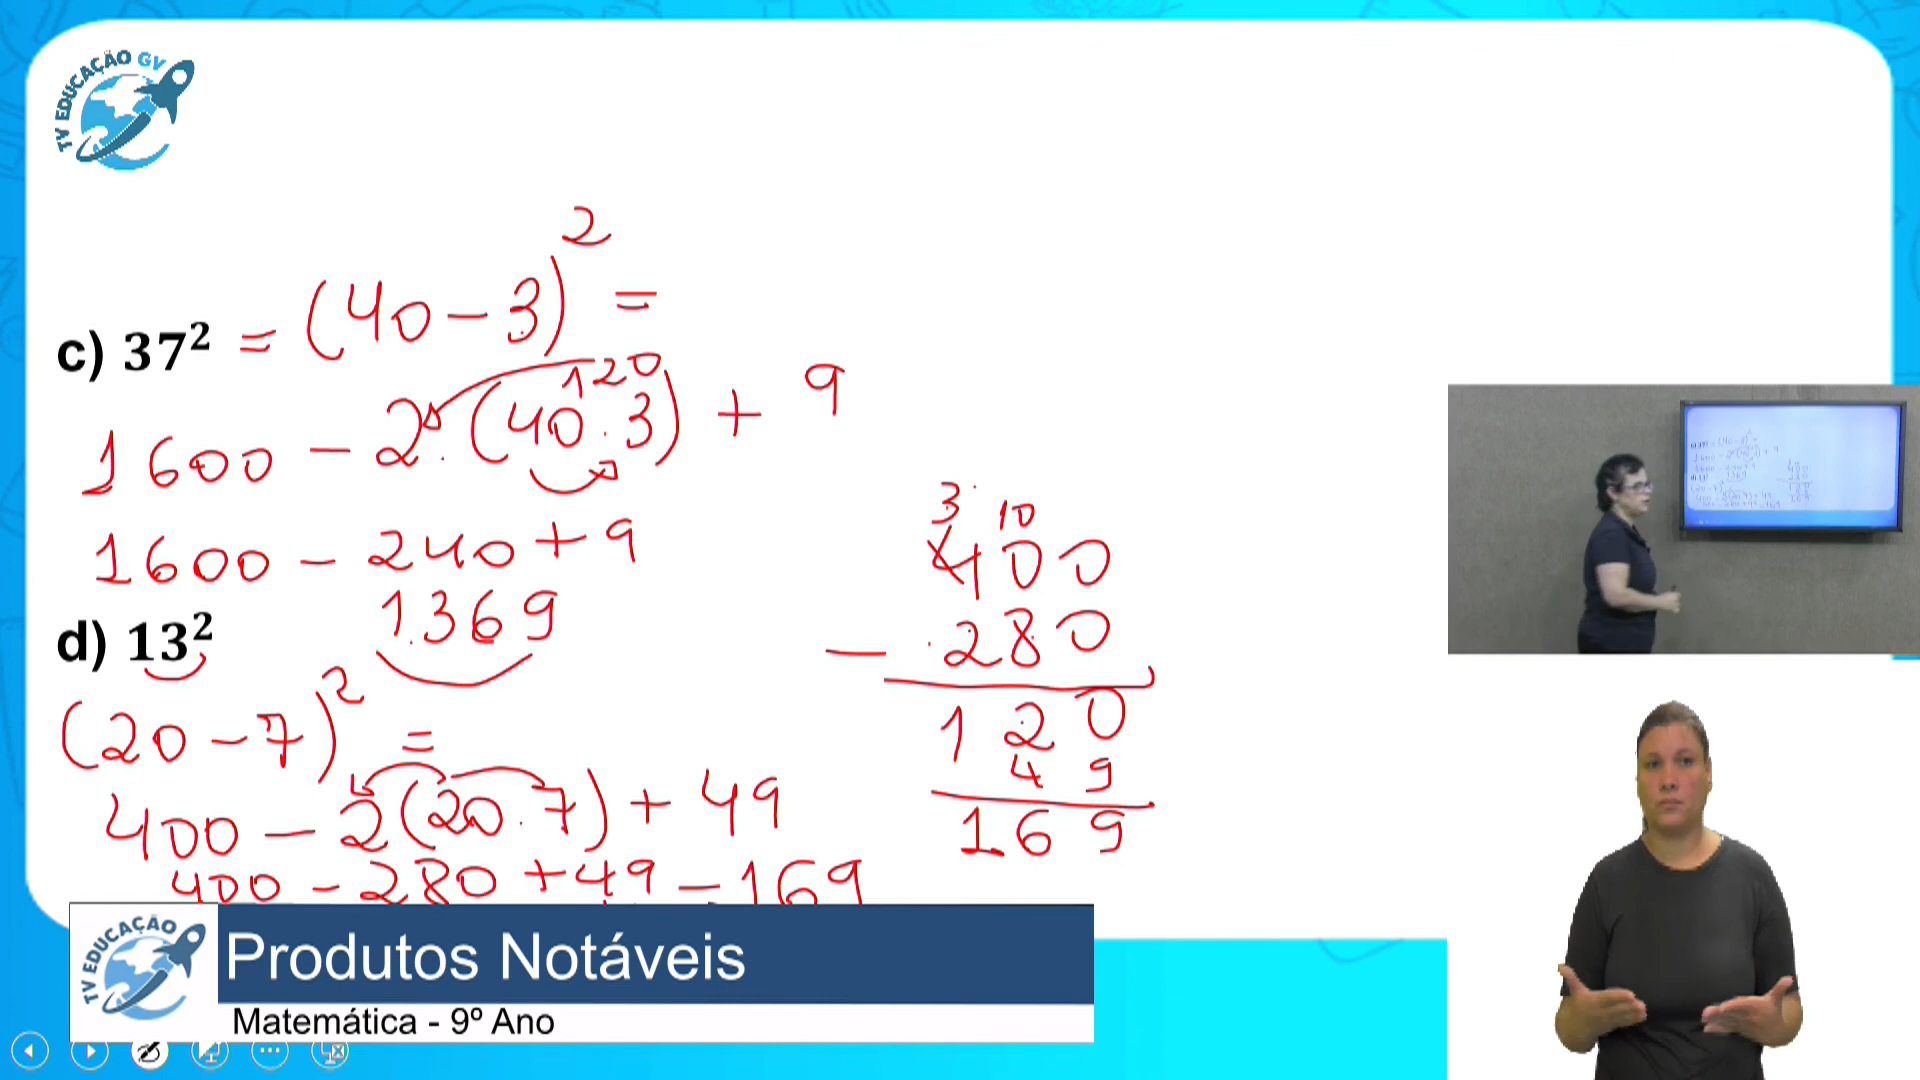 TV EDUCAÇÃO GV
c) 37² = (40 - 3)² =
120
1600 - 2 . (40 . 3) + 9
1600 - 240 + 9
1.369
d) 13²
(20 - 7)² =
400 - 2 (20 . 7) + 49
400 - 280 + 49 = 169
3 10
400
- 280
120
49
169
TV EDUCAÇÃO
Produtos Notáveis
Matemática - 9º Ano